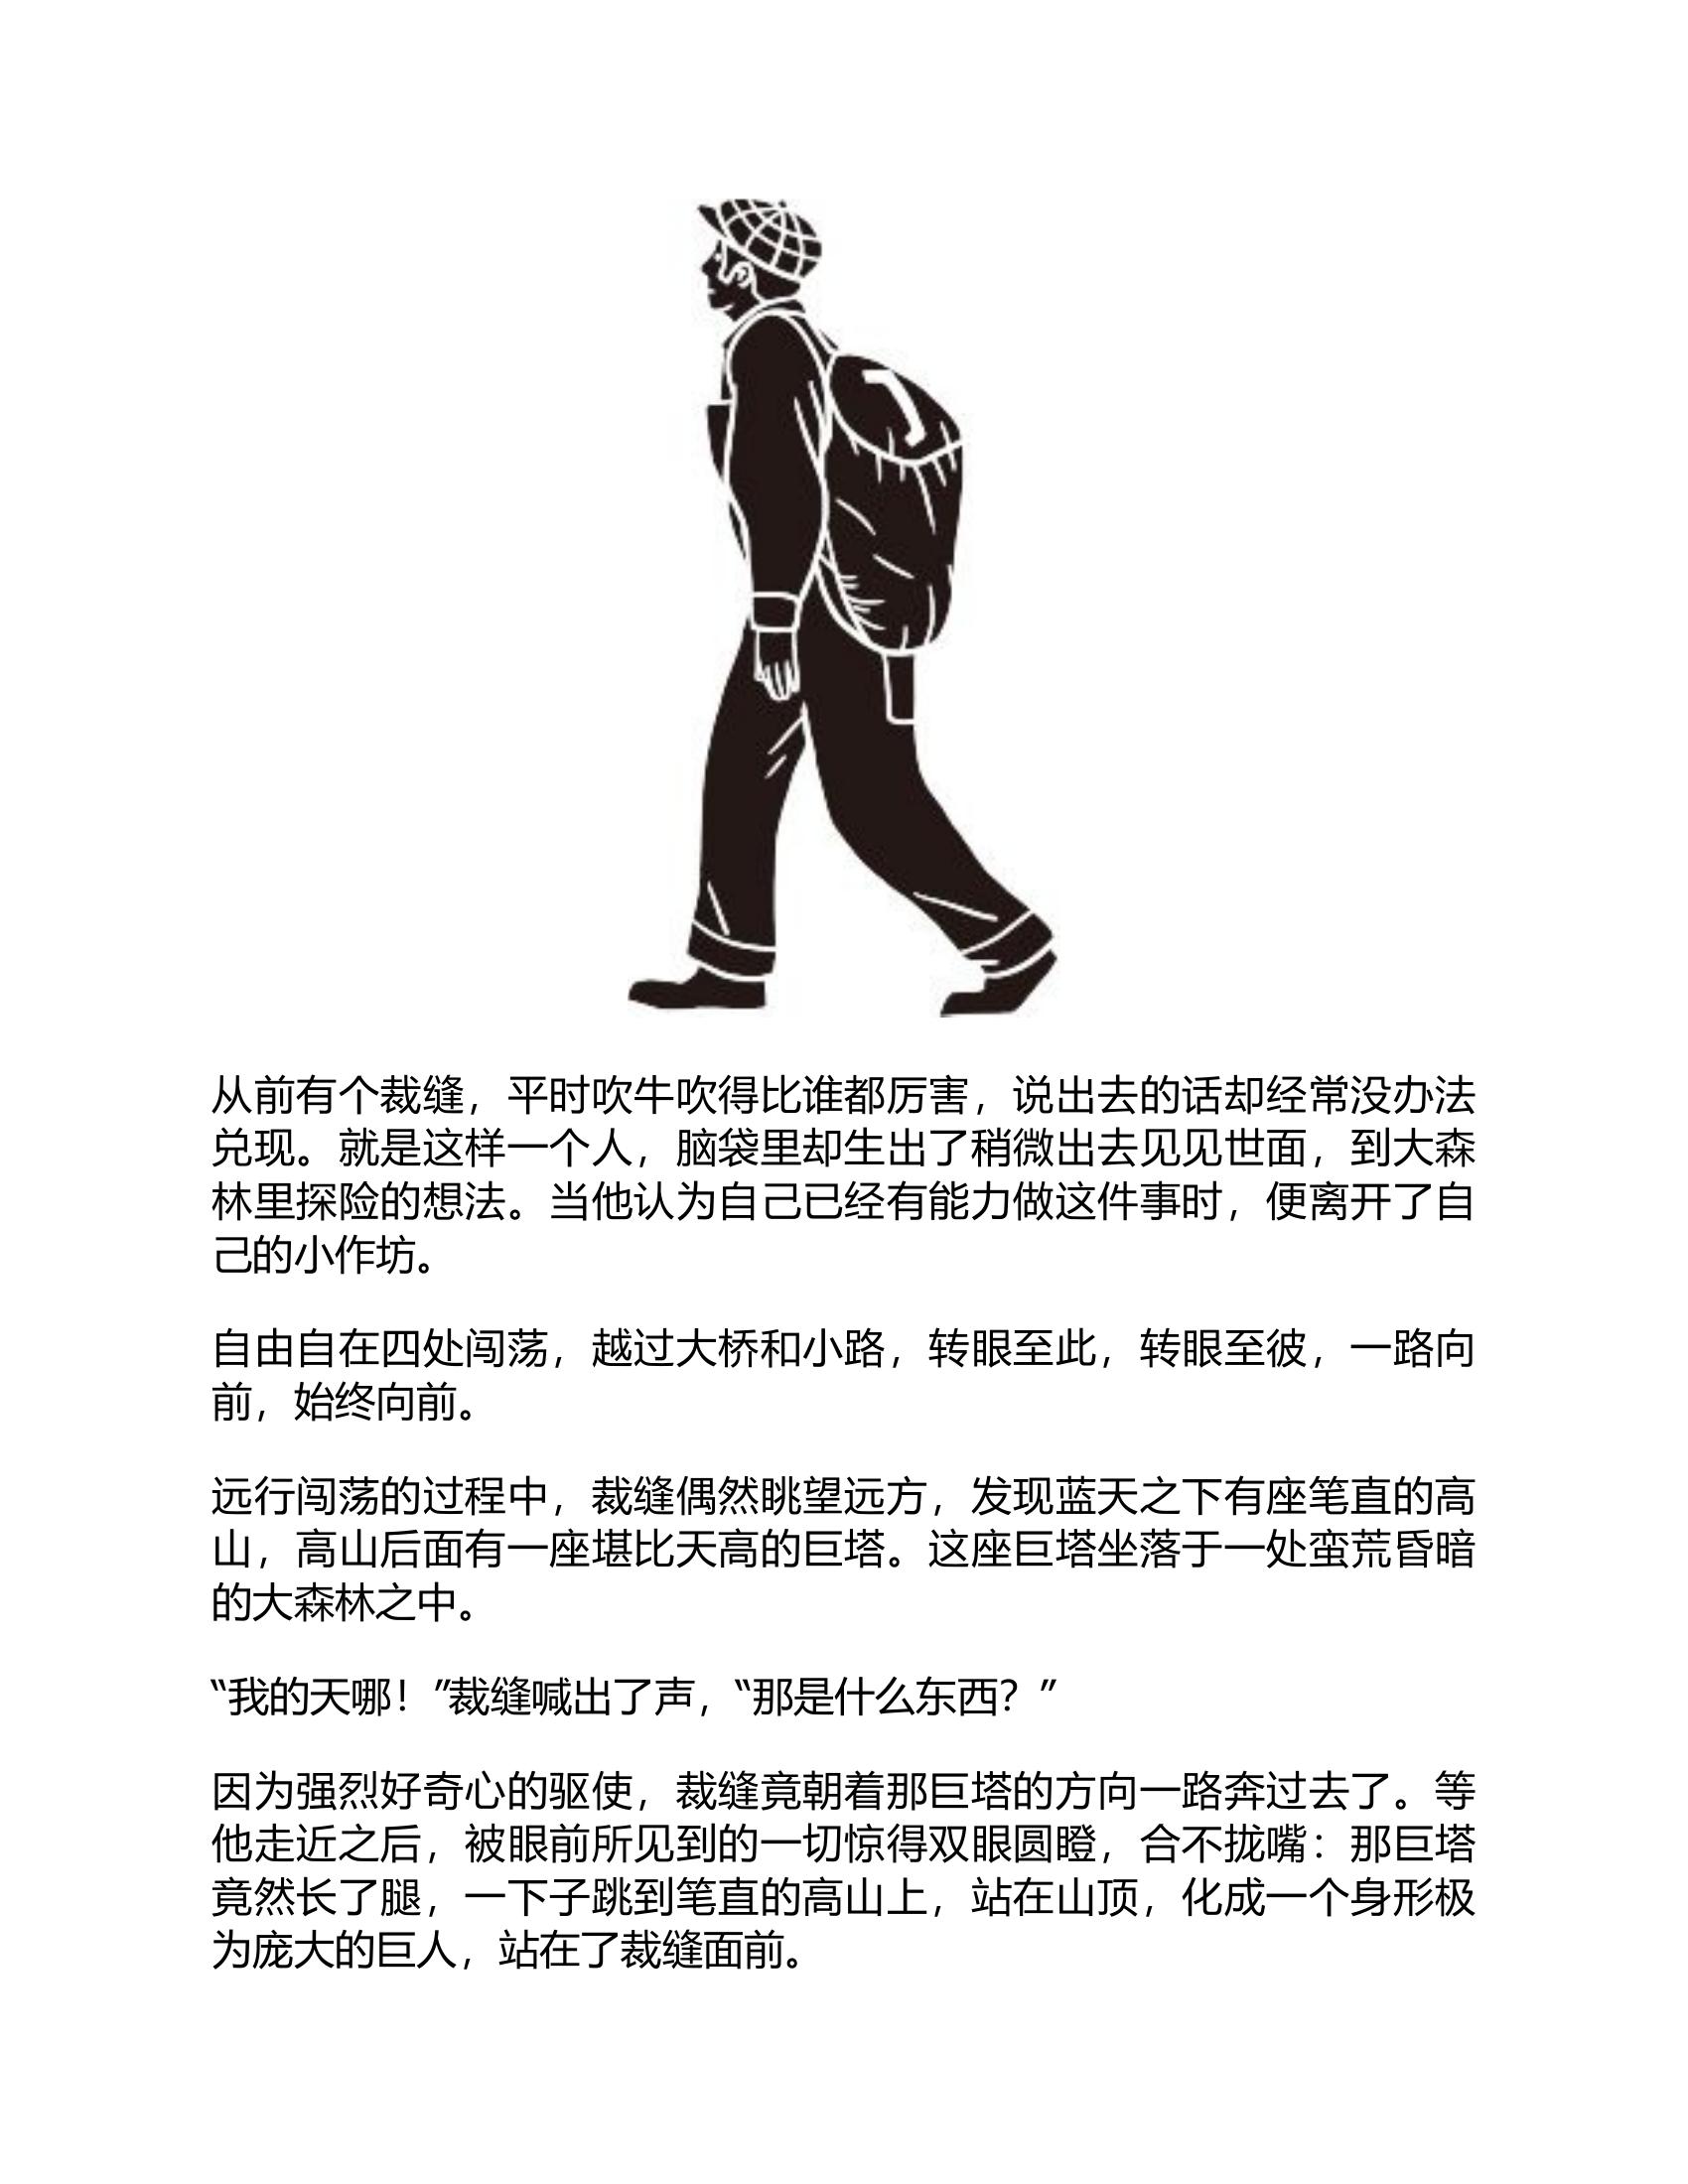 从前有个裁缝，平时吹牛吹得比谁都厉害，说出去的话却经常没办法
兑现。就是这样一个人，脑袋里却生出了稍微出去见见世面，到大森
林里探险的想法。当他认为自己已经有能力做这件事时，便离开了自
己的小作坊。
自由自在四处闯荡，越过大桥和小路，转眼至此，转眼至彼，一路向
前，始终向前。
远行闯荡的过程中，裁缝偶然眺望远方，发现蓝天之下有座笔直的高
山，高山后面有一座堪比天高的巨塔。这座巨塔坐落于一处蛮荒昏暗
的大森林之中。
“我的天哪！”裁缝喊出了声，“那是什么东西？”
因为强烈好奇心的驱使，裁缝竟朝着那巨塔的方向一路奔过去了。等
他走近之后，被眼前所见到的一切惊得双眼圆瞪，合不拢嘴：那巨塔
竟然长了腿，一下子跳到笔直的高山上，站在山顶，化成一个身形极
为庞大的巨人，站在了裁缝面前。